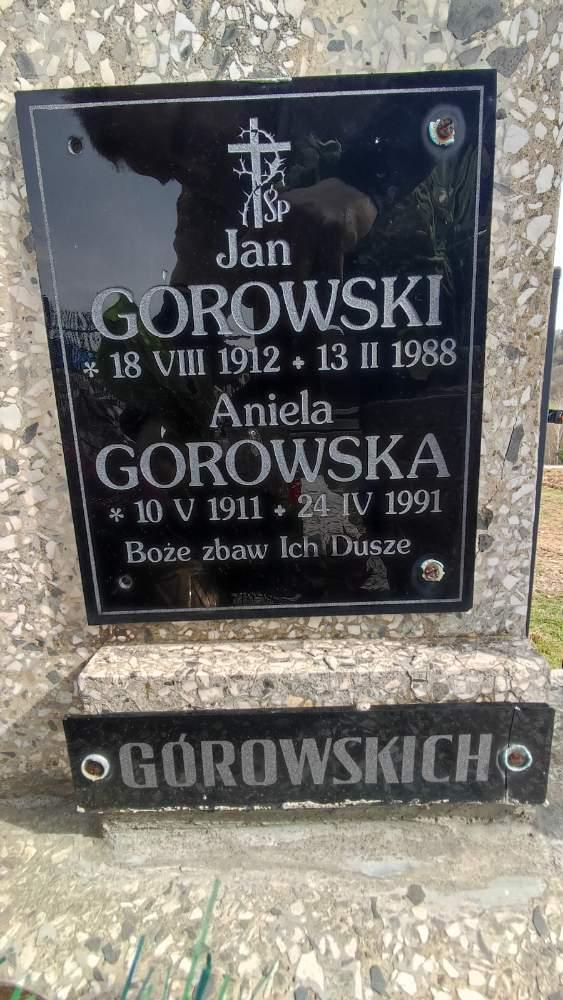 Śp
Jan
GÓROWSKI
* 18 VIII 1912 + 13 II 1988
Aniela
GÓROWSKA
* 10 V 1911 + 24 IV 1991
Boże zbaw Ich Dusze
GÓROWSKICH